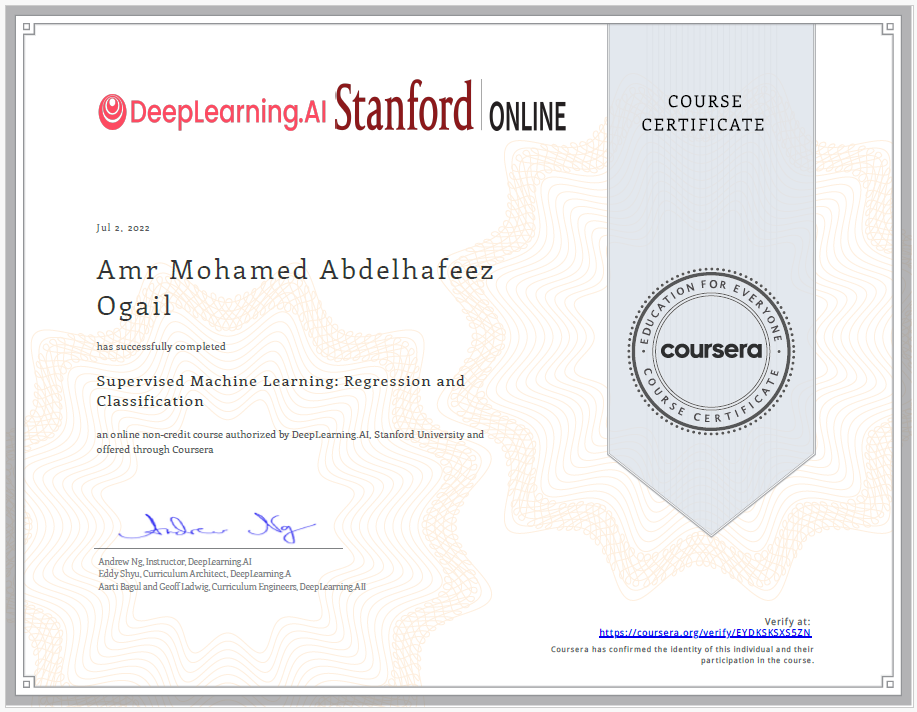 DeepLearning.AI Stanford ONLINE
COURSE
CERTIFICATE
Jul 2, 2022
Amr Mohamed Abdelhafeez
Ogail
has successfully completed
Supervised Machine Learning: Regression and
Classification
an online non-credit course authorized by DeepLearning.AI, Stanford University and
offered through Coursera
EDUCATION FOR EVERYONE
coursera
COURSE CERTIFICATE
Andrew Ng
Andrew Ng, Instructor, DeepLearning.AI
Eddy Shyu, Curriculum Architect, DeepLearning.A
Aarti Bagul and Geoff Ladwig, Curriculum Engineers, DeepLearning.AII
Verify at:
https://coursera.org/verify/EYDKSKSXS5ZN
Coursera has confirmed the identity of this individual and their
participation in the course.